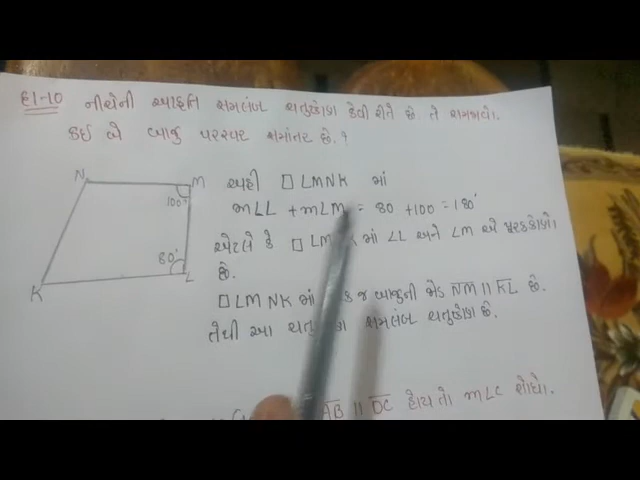 દા-10 નીચેની આકૃતિ સમલંબ ચતુષ્કોણ કેવી રીતે છે. તે સમજાવો.
કઈ બે બાજુ પરસ્પર સમાંતર છે.?
N
M
100°
80°
K
L
અહી □ LMNK માં
m∠L + m∠M = 80 + 100 = 180°
એટલે કે □ LM K માં ∠L અને ∠M એ પૂરકકોણો
છે.
□ LMNK માં જ બાજુની જોડ NM || KL છે.
તેથી આ ચતુષ્કોણ સમલંબ ચતુષ્કોણ છે.
AB || DC હોય તો m∠C શોધો.